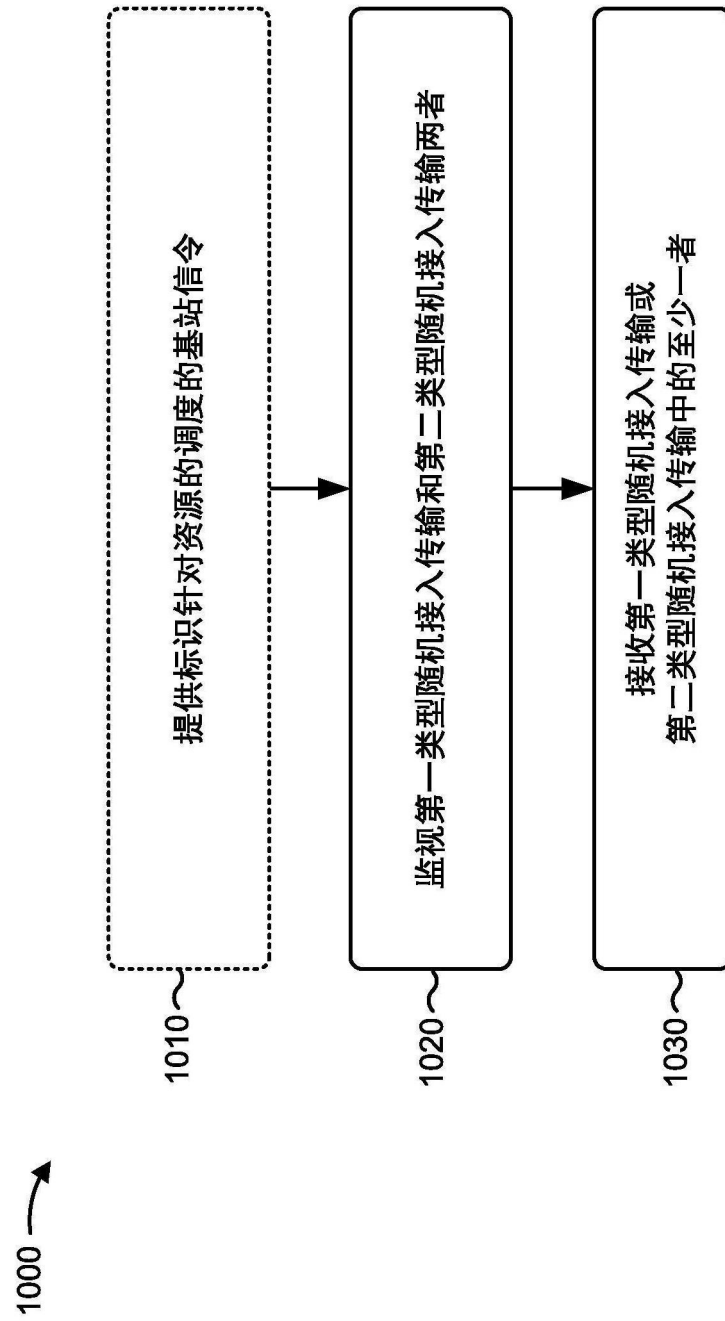 1000
1010
提供标识针对资源的调度的基站信令
1020
监视第一类型随机接入传输和第二类型随机接入传输两者
1030
接收第一类型随机接入传输或
第二类型随机接入传输中的至少一者